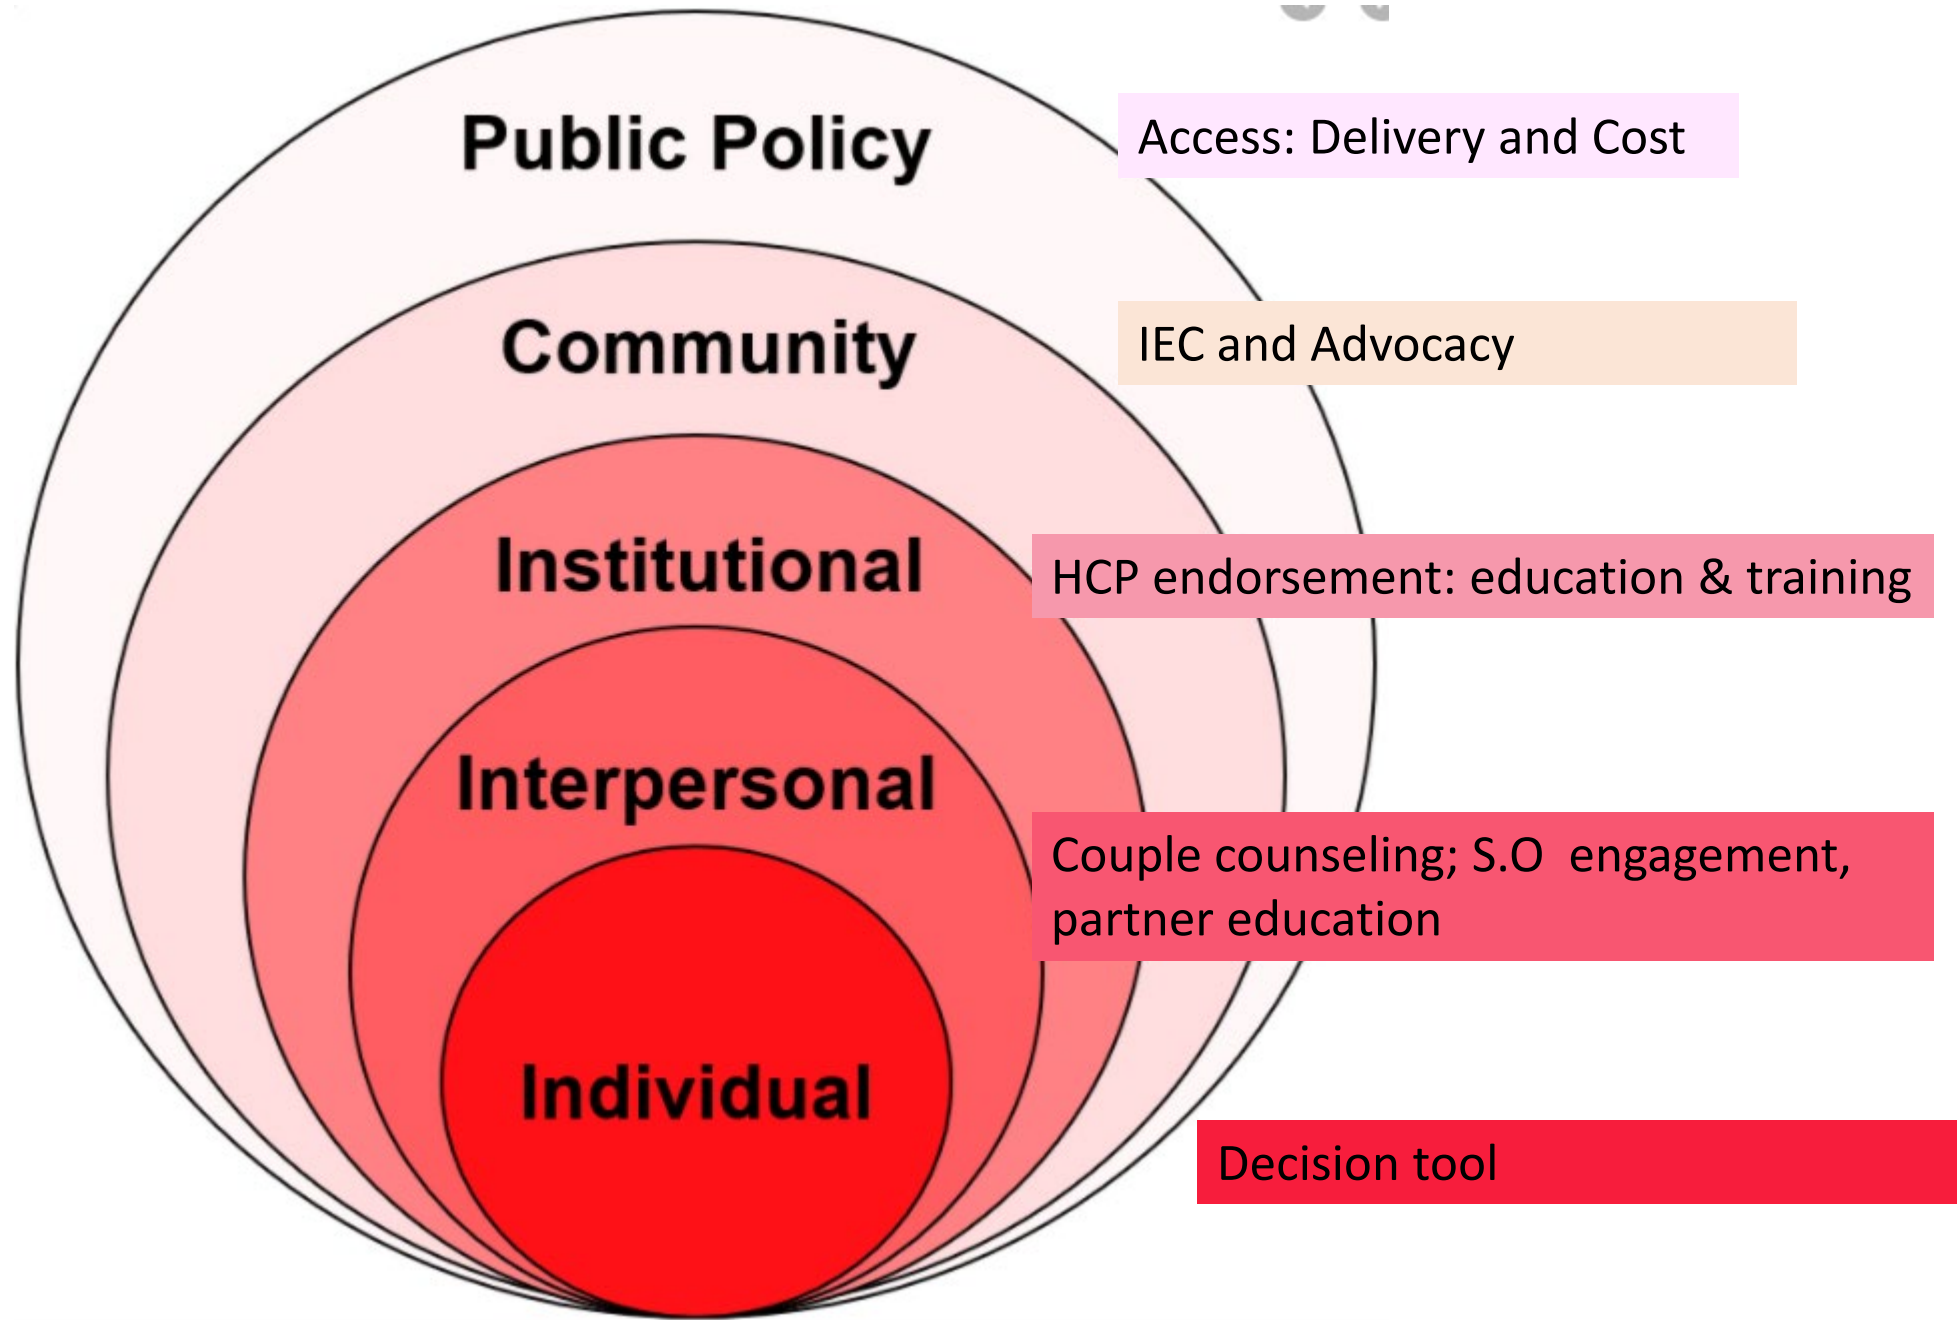 Public Policy
Access: Delivery and Cost
Community
IEC and Advocacy
Institutional
HCP endorsement: education & training
Interpersonal
Couple counseling; S.O  engagement,
partner education
Individual
Decision tool